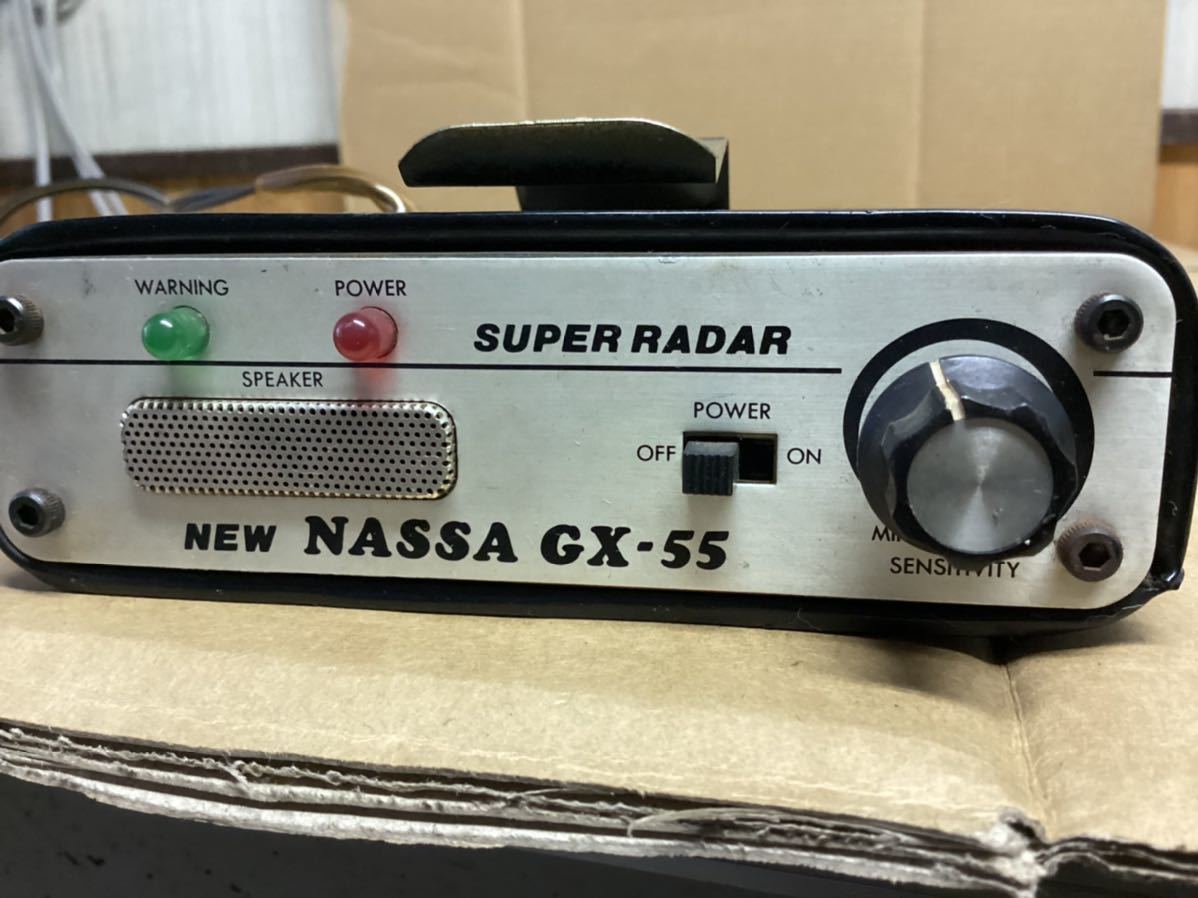 WARNING POWER
SUPER RADAR
SPEAKER
POWER
OFF ON
NEW NASSA GX-55
SENSITIVITY